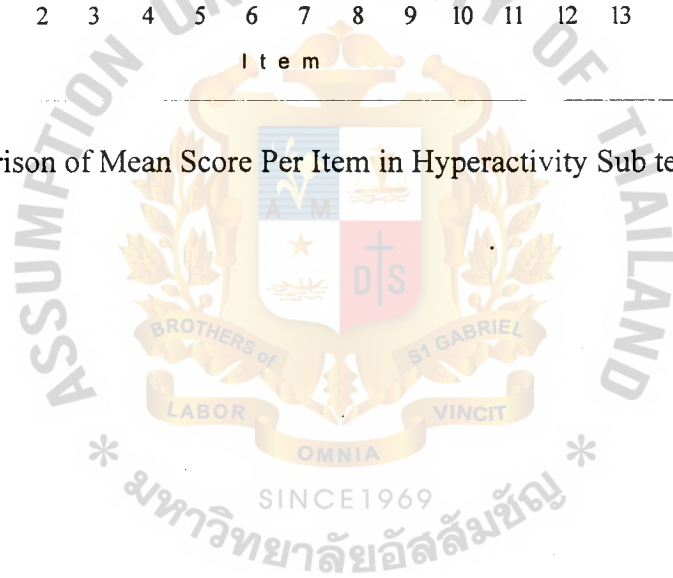 2 3 4 5 6 7 8 9 10 11 12 13
Item
rison of Mean Score Per Item in Hyperactivity Sub te
ASSUMPTION UNIVERSITY OF THAILAND
A M
D S
BROTHERS of ST GABRIEL
LABOR VINCIT
OMNIA
* *
SINCE1969
มหาวิทยาลัยอัสสัมชัญ